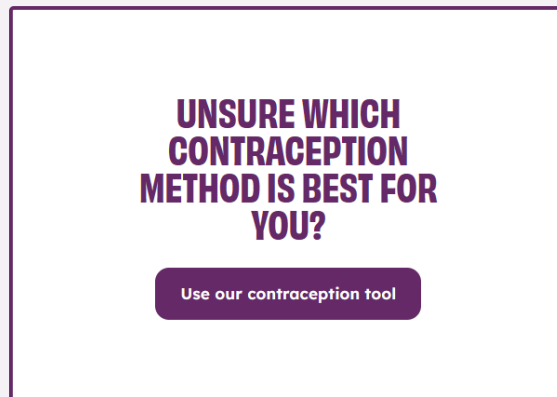 UNSURE WHICH
CONTRACEPTION
METHOD IS BEST FOR
YOU?
Use our contraception tool